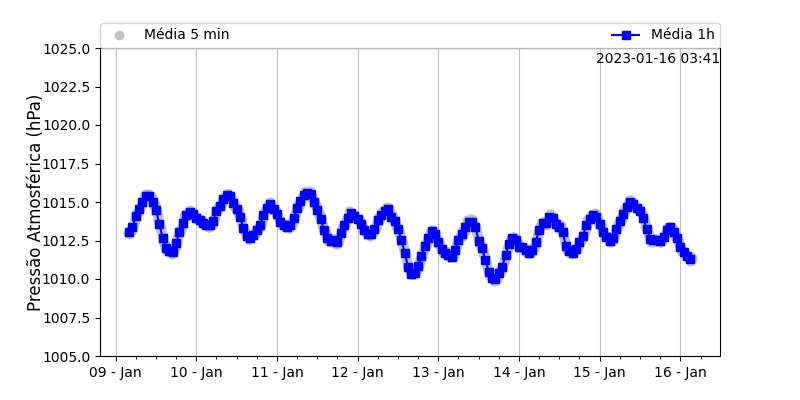 Média 5 min
Média 1h
2023-01-16 03:41
Pressão Atmosférica (hPa)
1025.0
1022.5
1020.0
1017.5
1015.0
1012.5
1010.0
1007.5
1005.0
09 - Jan
10 - Jan
11 - Jan
12 - Jan
13 - Jan
14 - Jan
15 - Jan
16 - Jan